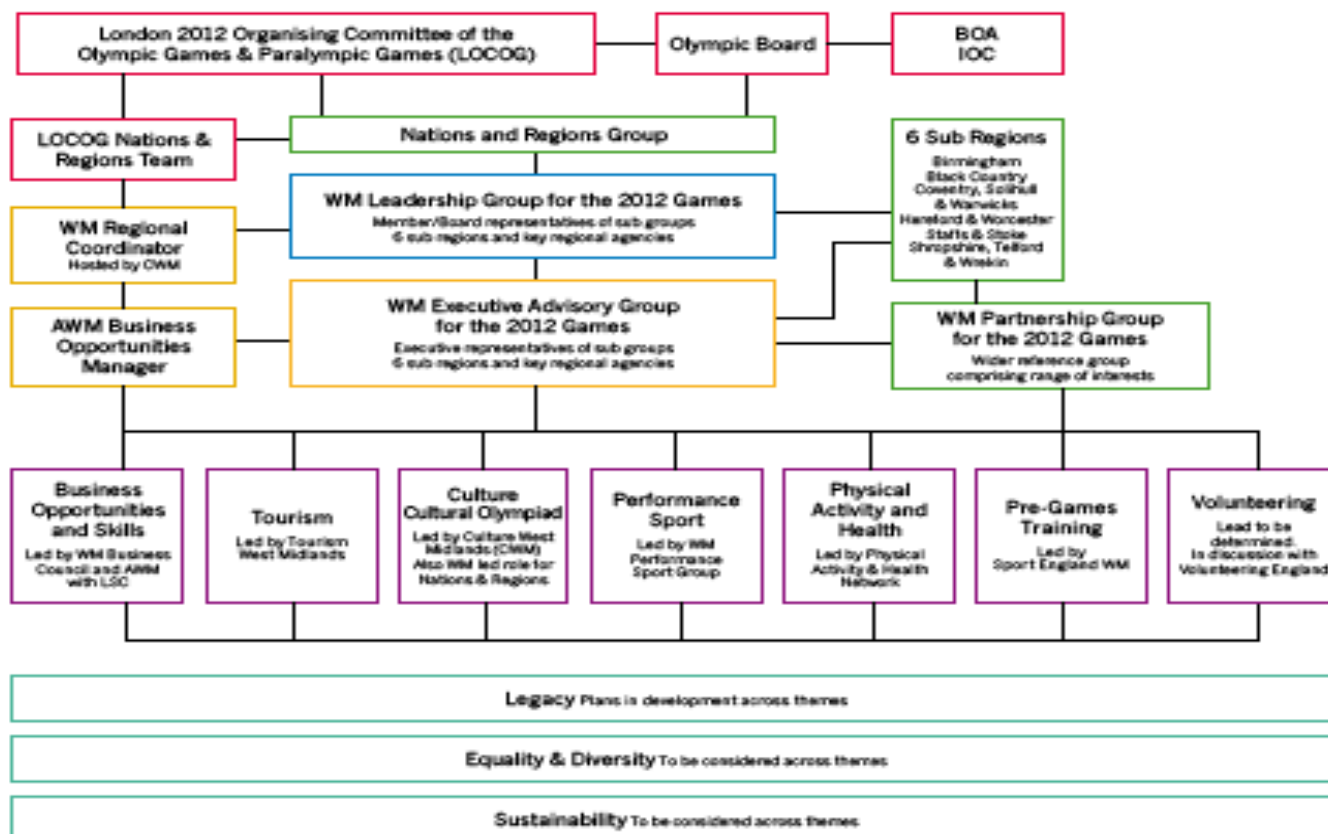 London 2012 Organising Committee of the
Olympic Games & Paralympic Games (LOCOG)
Olympic Board
BOA
IOC
LOCOG Nations &
Regions Team
Nations and Regions Group
6 Sub Regions
Birmingham
Black Country
Coventry, Solihull
& Warwicks
Hereford & Worcester
Staffs & Stoke
Shropshire, Telford
& Wrekin
WM Regional
Coordinator
Hosted by CWM
WM Leadership Group for the 2012 Games
Member/Board representatives of sub groups
6 sub regions and key regional agencies
AWM Business
Opportunities
Manager
WM Executive Advisory Group
for the 2012 Games
Executive representatives of sub groups
6 sub regions and key regional agencies
WM Partnership Group
for the 2012 Games
Wider reference group
comprising range of interests
Business
Opportunities
and Skills
Led by WM Business
Council and AWM
with LSC
Tourism
Led by Tourism
West Midlands
Culture
Cultural Olympiad
Led by Culture West
Midlands (CWM)
Also WM led role for
Nations & Regions
Performance
Sport
Led by WM
Performance
Sport Group
Physical
Activity and
Health
Led by Physical
Activity & Health
Network
Pre-Games
Training
Led by
Sport England WM
Volunteering
Lead to be
determined.
In discussion with
Volunteering England
Legacy Plans in development across themes
Equality & Diversity To be considered across themes
Sustainability To be considered across themes